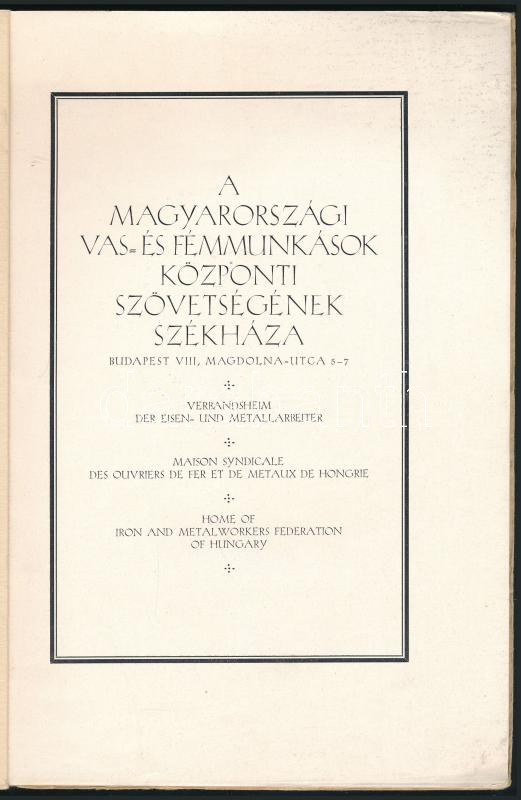 A
MAGYARORSZÁGI
VAS- ÉS FÉMMUNKÁSOK
KÖZPONTI
SZÖVETSÉGÉNEK
SZÉKHÁZA
BUDAPEST VIII, MAGDOLNA-UTCA 5–7
VERBANDSHEIM
DER EISEN- UND METALLARBEITER
MAISON SYNDICALE
DES OUVRIERS DE FER ET DE METAUX DE HONGRIE
HOME OF
IRON AND METALWORKERS FEDERATION
OF HUNGARY